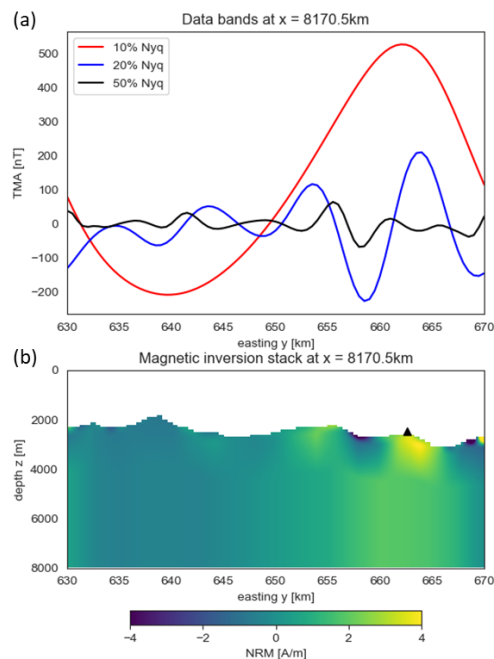 (a)
Data bands at x = 8170.5km
10% Nyq
20% Nyq
50% Nyq
TMA [nT]
500
400
300
200
100
0
−100
−200
630 635 640 645 650 655 660 665 670
easting y [km]
(b)
Magnetic inversion stack at x = 8170.5km
depth z [m]
0
2000
4000
6000
8000
630 635 640 645 650 655 660 665 670
easting y [km]
−4 −2 0 2 4
NRM [A/m]